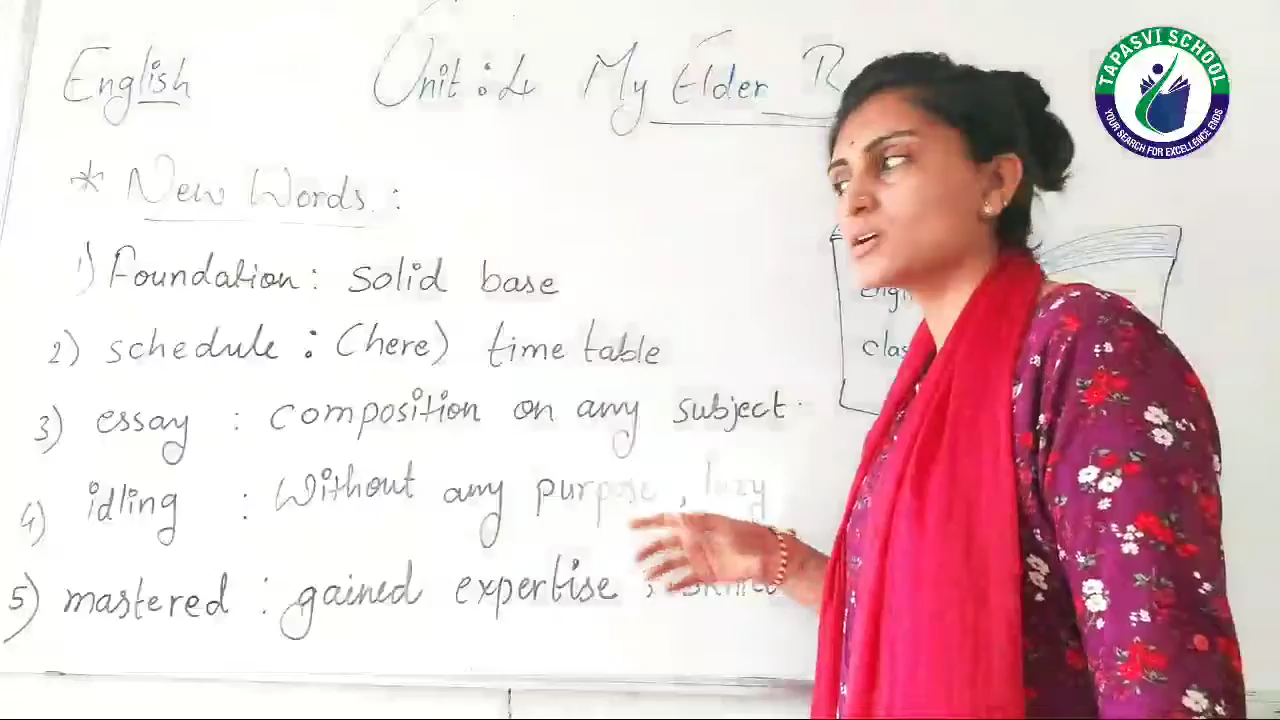 English
Unit : 4 My Elder
* New Words :
1) Foundation : solid base
2) schedule : (here) time table
3) essay : composition on any subject.
4) idling : without any purpose, lazy
5) mastered : gained expertise,
TAPASVI SCHOOL
YOUR SEARCH FOR EXCELLENCE ENDS